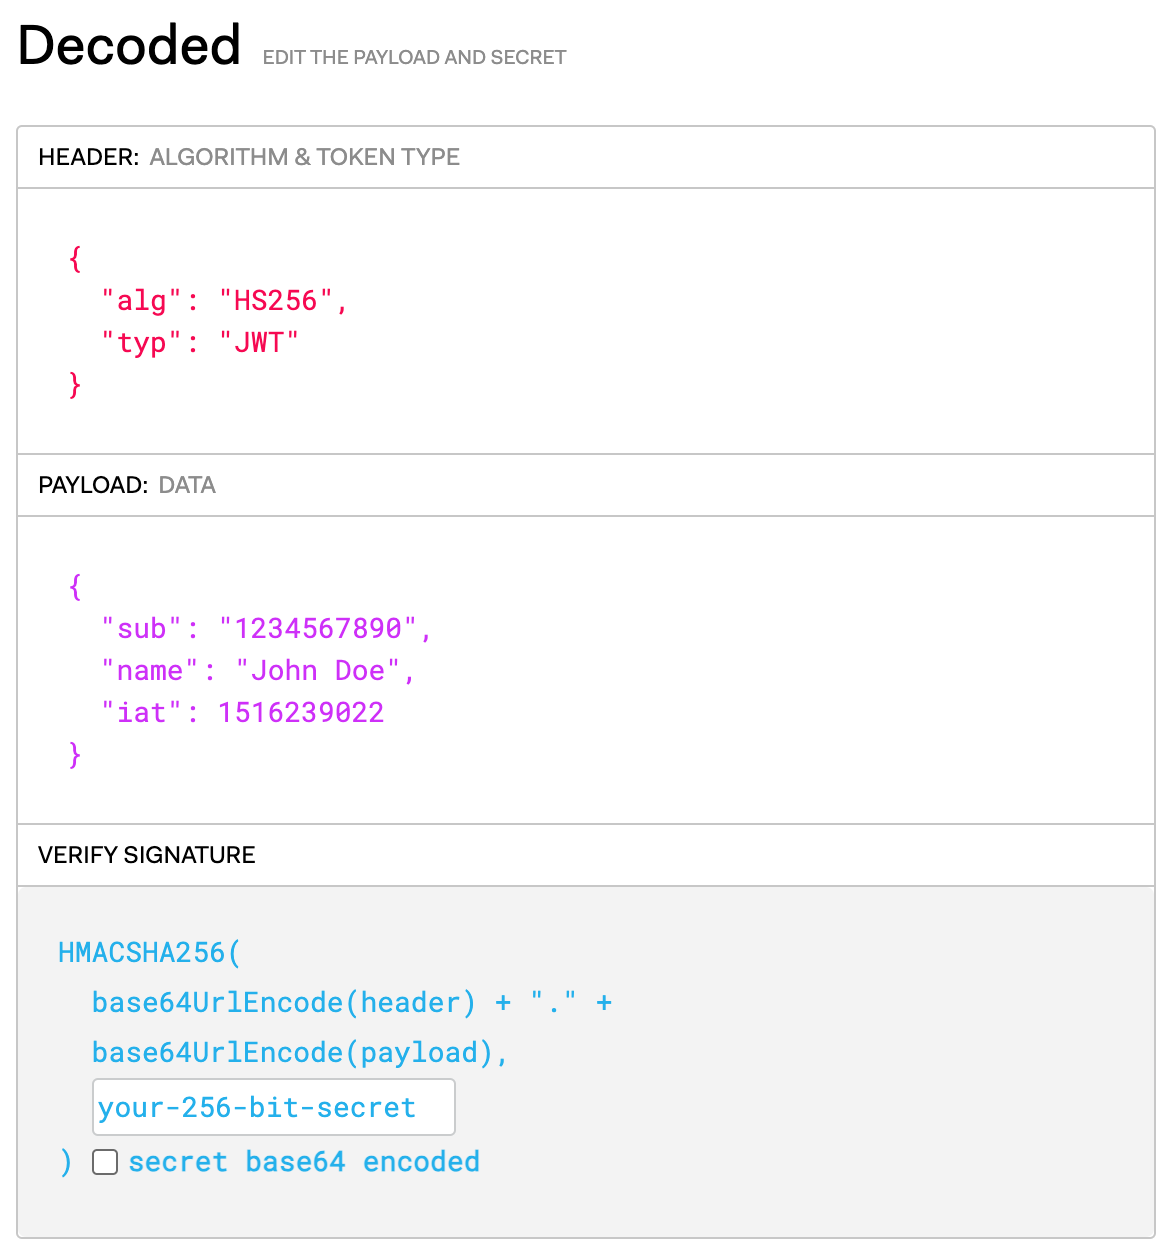 Decoded EDIT THE PAYLOAD AND SECRET
HEADER: ALGORITHM & TOKEN TYPE
{
  "alg": "HS256",
  "typ": "JWT"
}
PAYLOAD: DATA
{
  "sub": "1234567890",
  "name": "John Doe",
  "iat": 1516239022
}
VERIFY SIGNATURE
HMACSHA256(
  base64UrlEncode(header) + "." +
  base64UrlEncode(payload),
  your-256-bit-secret
) secret base64 encoded